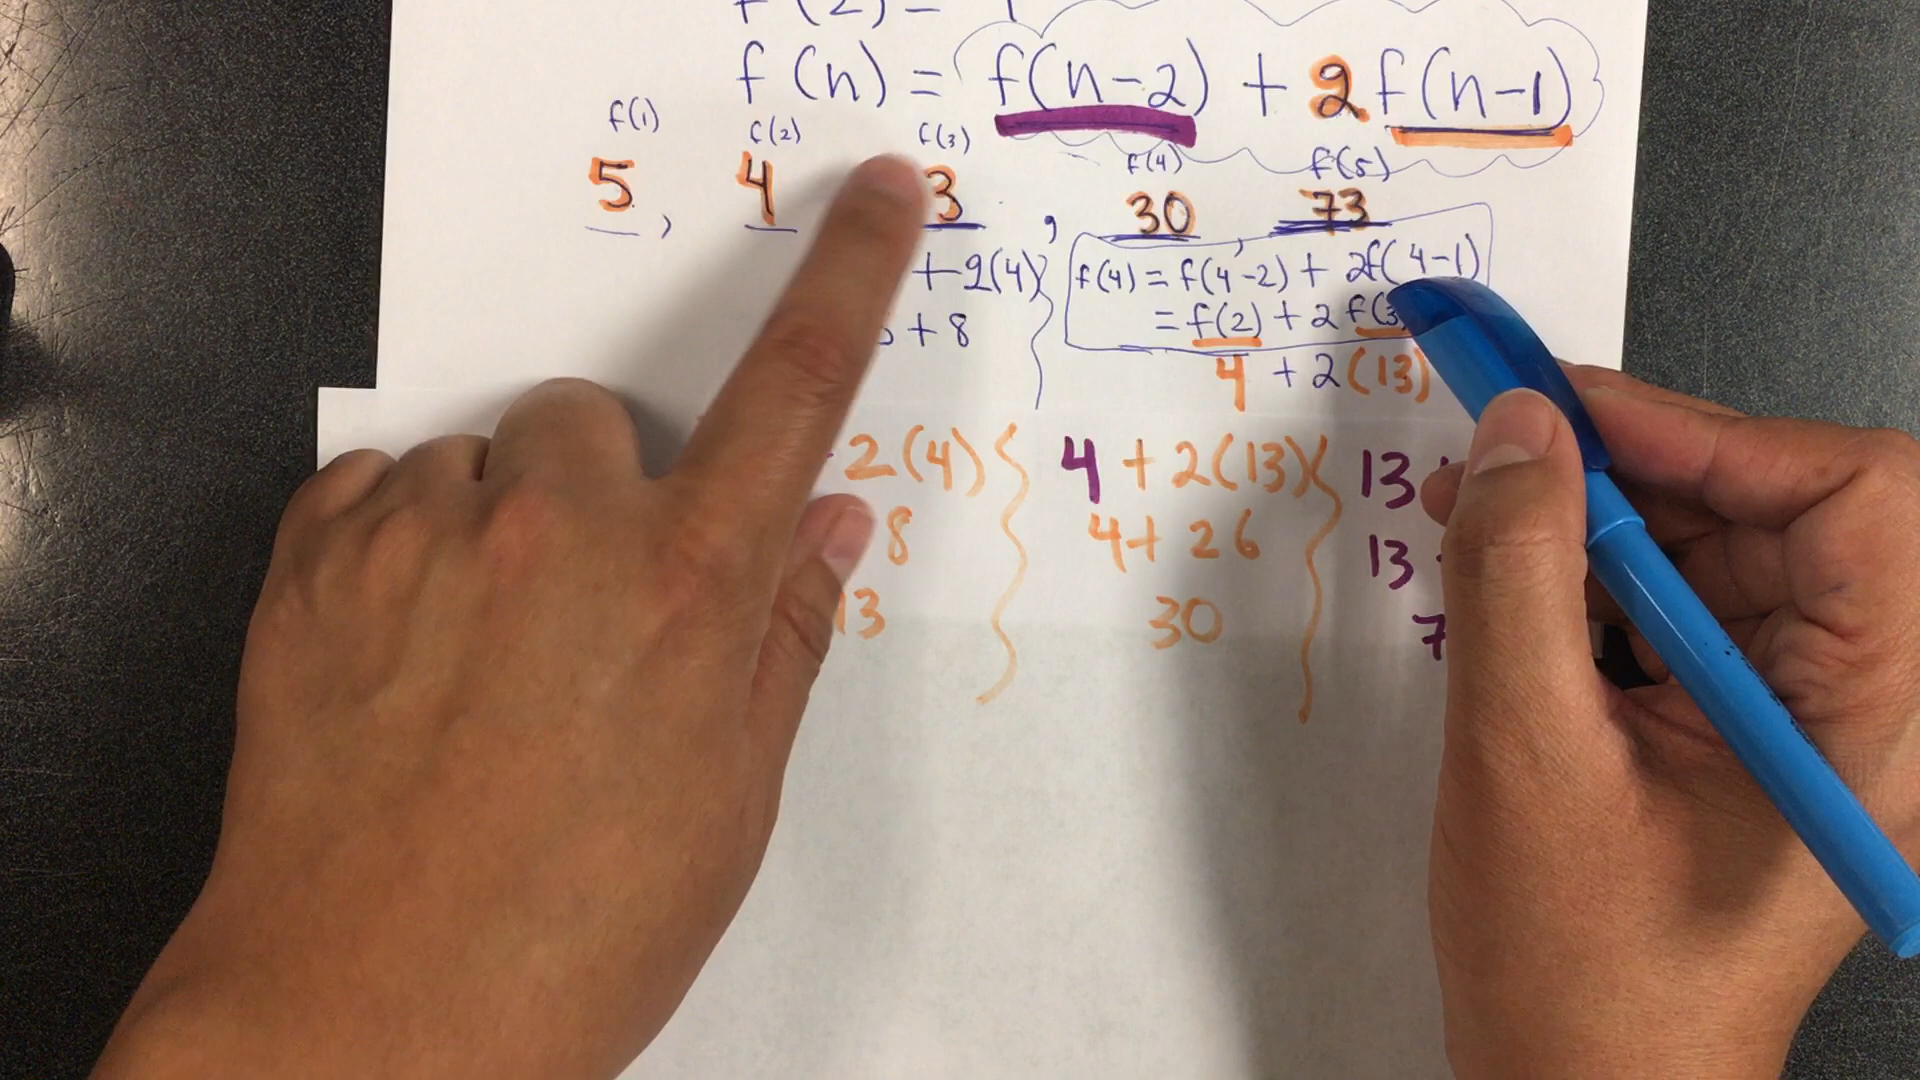 f(2)=
f(n) = f(n-2) + 2f(n-1)
f(1) f(2) f(3) f(4) f(5)
5, 4 3, 30, 73
+2(4) f(4) = f(4-2) + 2f(4-1)
+8 = f(2) + 2f(3
4 + 2(13)
2(4) 4 + 2(13) 13
8 4+ 26 13
13 30 7